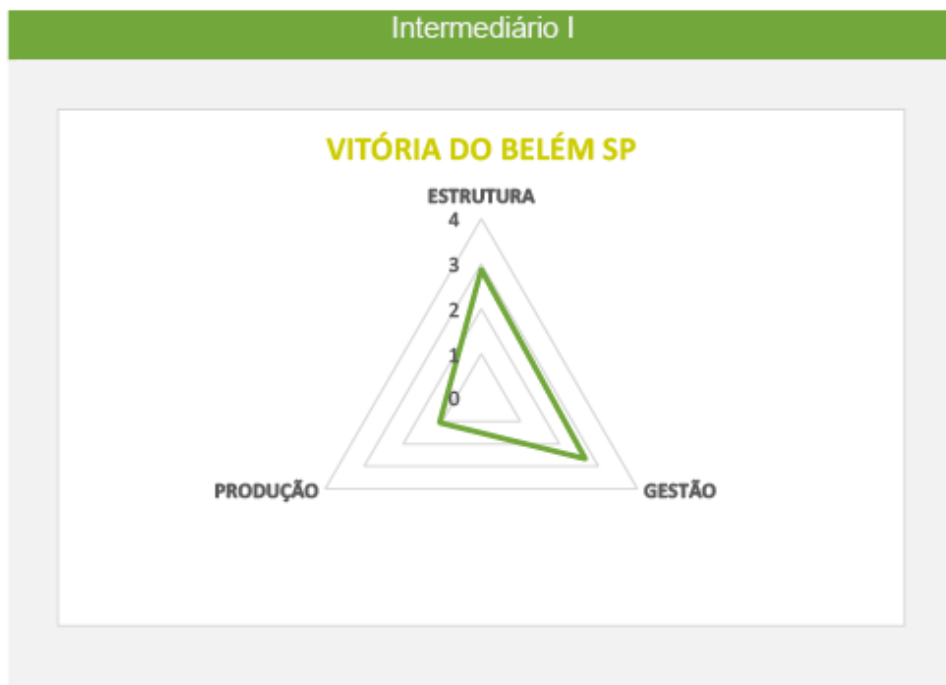 Intermediário I
VITÓRIA DO BELÉM SP
ESTRUTURA
4
3
2
1
0
PRODUÇÃO
GESTÃO